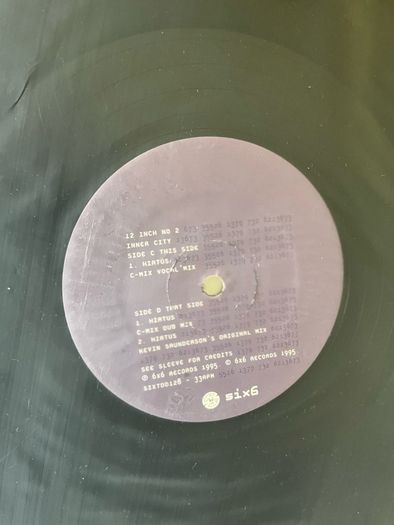 12 INCH NO 2
INNER CITY
SIDE C THIS SIDE
1. HIATUS
C-MIX VOCAL MIX
SIDE D THAT SIDE
1. HIATUS
C-MIX DUB MIX
2. HIATUS
KEVIN SAUNDERSON'S ORIGINAL MIX
SEE SLEEVE FOR CREDITS
℗ 6x6 RECORDS 1995. © 6x6 RECORDS 1995
SIXTDD128 - 33RPM
six6